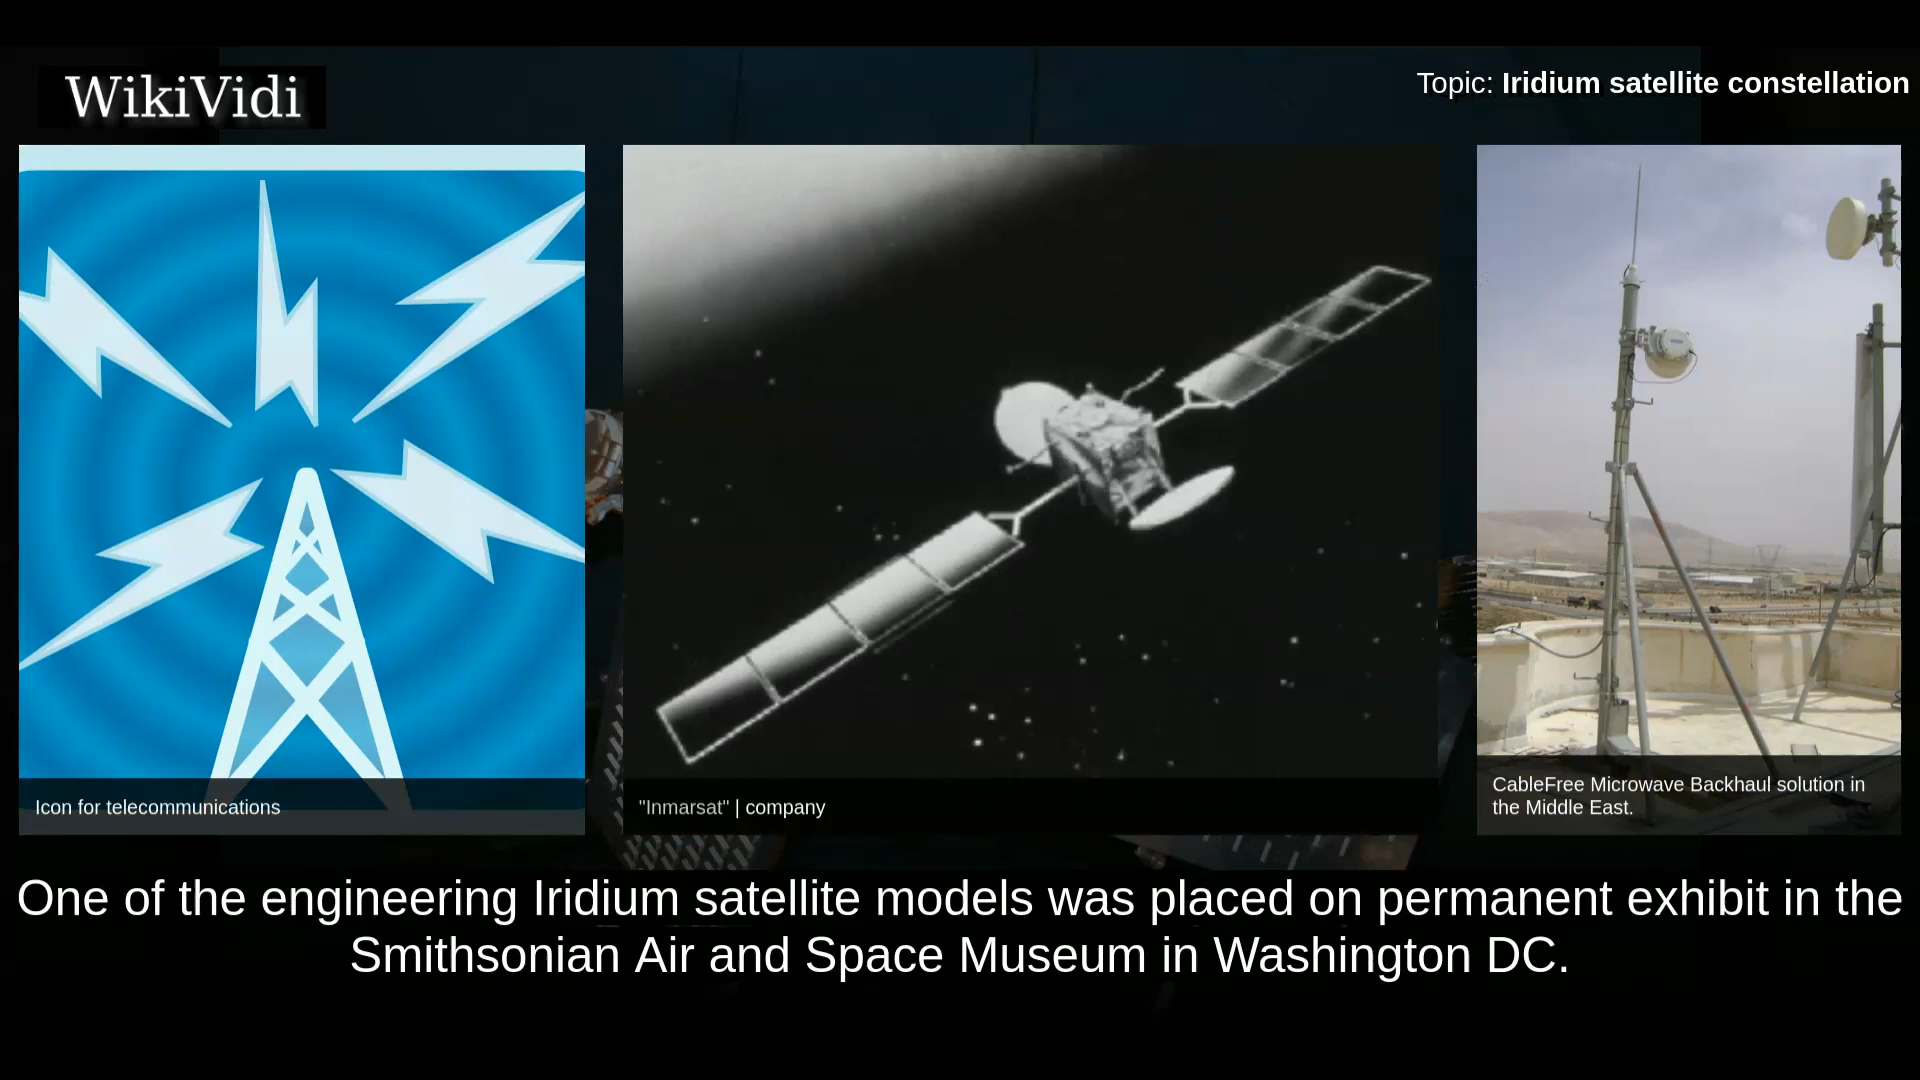 WikiVidi
Topic: Iridium satellite constellation
Icon for telecommunications
"Inmarsat" | company
CableFree Microwave Backhaul solution in
the Middle East.
One of the engineering Iridium satellite models was placed on permanent exhibit in the
Smithsonian Air and Space Museum in Washington DC.